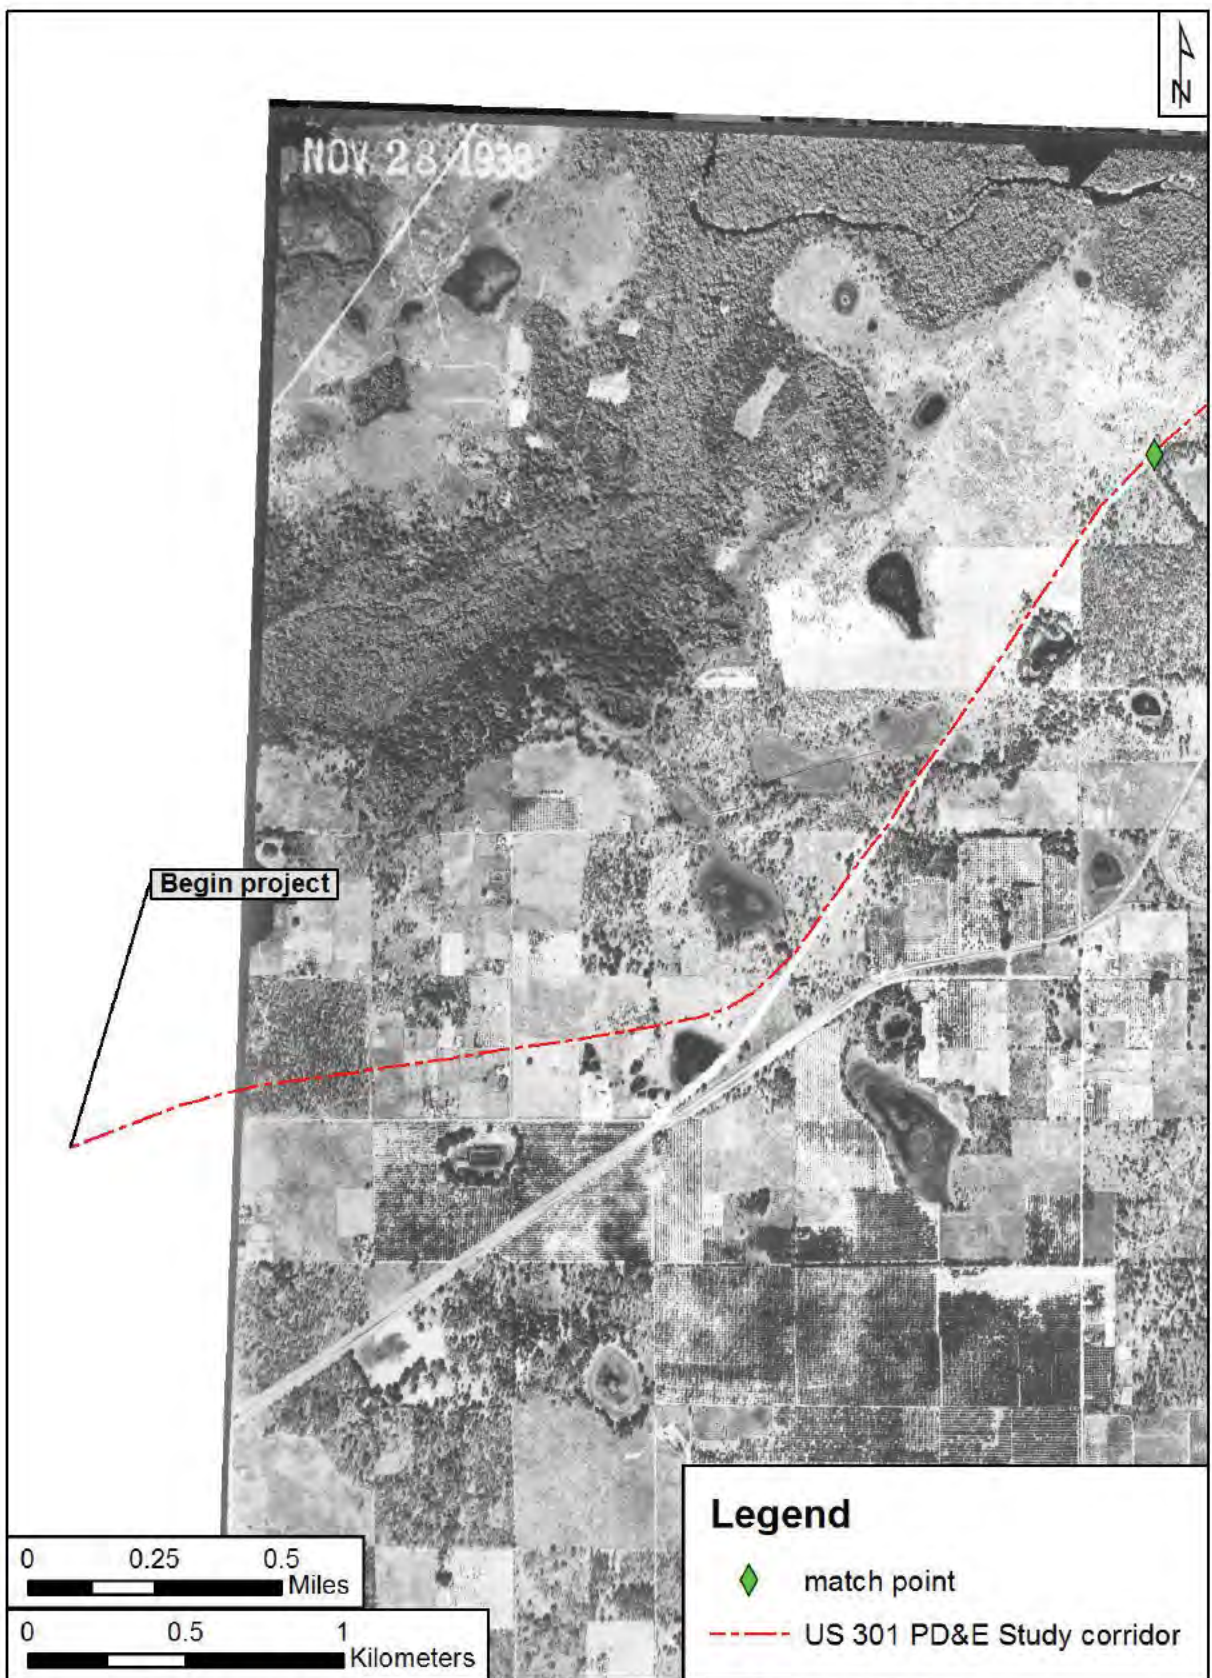 N
NOV 28 1938
Begin project
0 0.25 0.5
Miles
0 0.5 1
Kilometers
Legend
match point
US 301 PD&E Study corridor